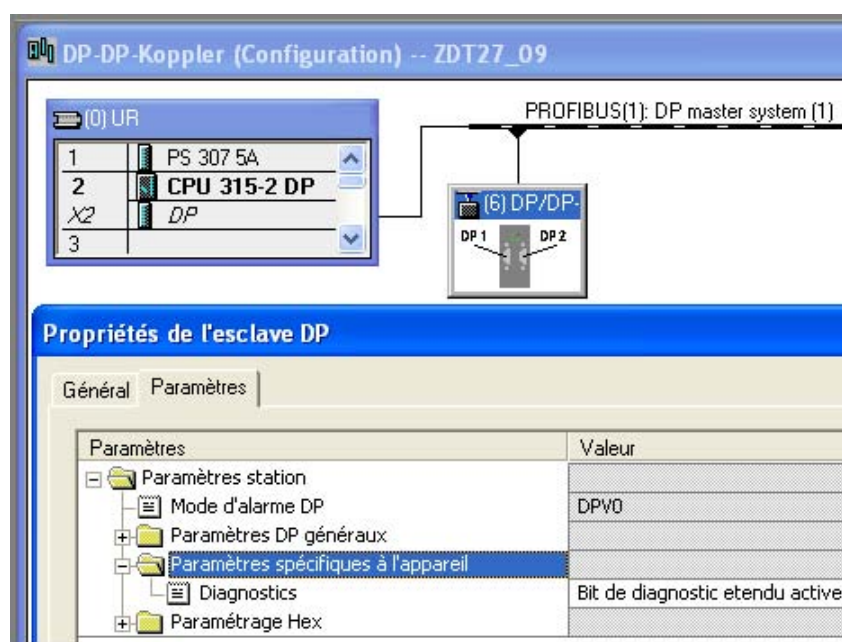 DP-DP-Koppler (Configuration) -- ZDT27_09
(0) UR
PROFIBUS(1): DP master system (1)
1 PS 307 5A
2 CPU 315-2 DP
X2 DP
3
(6) DP/DP-
DP 1 DP 2
Propriétés de l'esclave DP
Général Paramètres
Paramètres Valeur
Paramètres station
Mode d'alarme DP DPV0
Paramètres DP généraux
Paramètres spécifiques à l'appareil
Diagnostics Bit de diagnostic etendu active
Paramétrage Hex